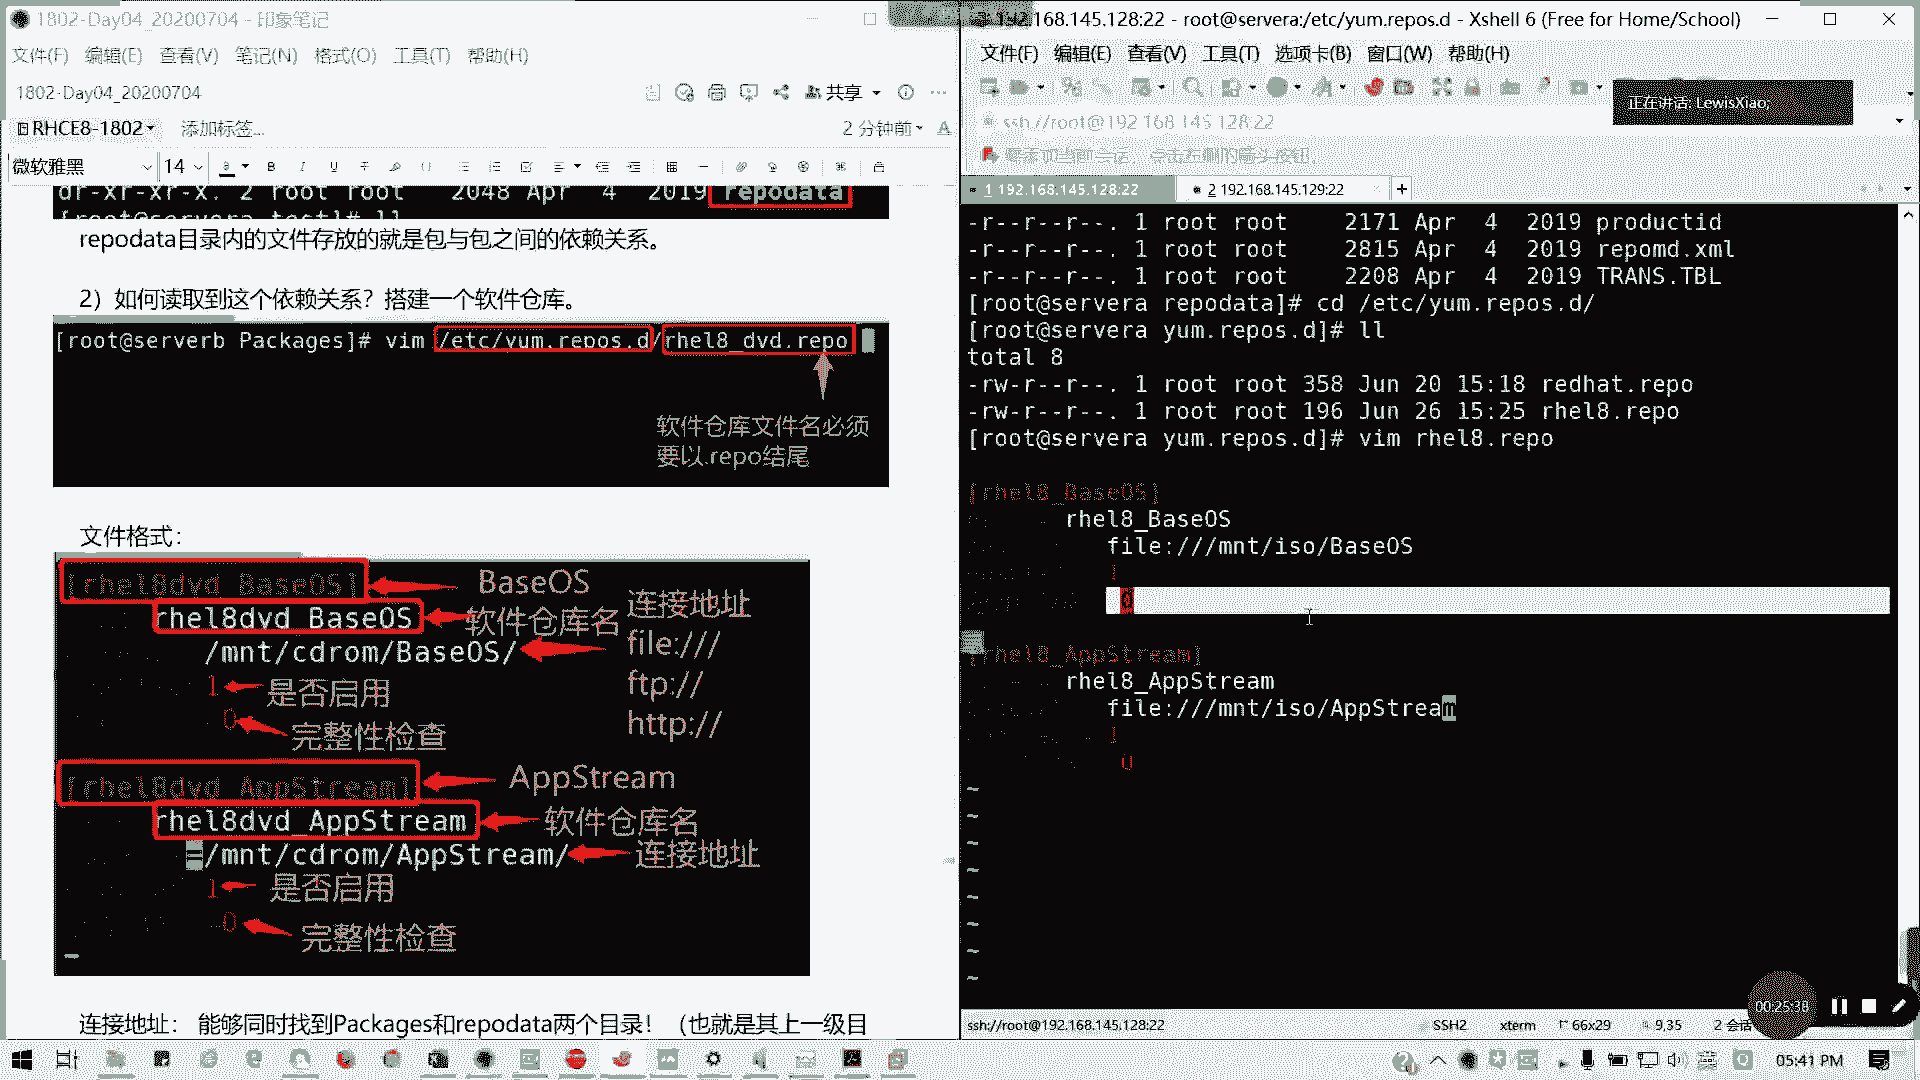 1802-Day04_20200704 - 印象笔记
文件(F) 编辑(E) 查看(V) 笔记(N) 格式(O) 工具(T) 帮助(H)
1802-Day04_20200704
共享
RHCE8-1802
添加标签...
2 分钟前
微软雅黑
14
dr-xr-xr-x. 2 root root 2048 Apr 4 2019 repodata
[root@servera test]# ll
repodata目录内的文件存放的就是包与包之间的依赖关系。
2）如何读取到这个依赖关系？搭建一个软件仓库。
[root@serverb Packages]# vim /etc/yum.repos.d/rhel8_dvd.repo
软件仓库文件名必须
要以.repo结尾
文件格式：
[rhel8dvd_BaseOS]
BaseOS
rhel8dvd_BaseOS
软件仓库名
连接地址
/mnt/cdrom/BaseOS/
file:///
1
是否启用
ftp://
0
完整性检查
http://
[rhel8dvd_AppStream]
AppStream
rhel8dvd_AppStream
软件仓库名
=/mnt/cdrom/AppStream/
连接地址
1
是否启用
0
完整性检查
连接地址： 能够同时找到Packages和repodata两个目录！（也就是其上一级目
192.168.145.128:22 - root@servera:/etc/yum.repos.d - Xshell 6 (Free for Home/School)
文件(F) 编辑(E) 查看(V) 工具(T) 选项卡(B) 窗口(W) 帮助(H)
正在讲话: LewisXiao;
ssh://root@192.168.145.128:22
要添加当前会话，点击左侧的箭头按钮。
1 192.168.145.128:22
2 192.168.145.129:22
-r--r--r--. 1 root root 2171 Apr 4 2019 productid
-r--r--r--. 1 root root 2815 Apr 4 2019 repomd.xml
-r--r--r--. 1 root root 2208 Apr 4 2019 TRANS.TBL
[root@servera repodata]# cd /etc/yum.repos.d/
[root@servera yum.repos.d]# ll
total 8
-rw-r--r--. 1 root root 358 Jun 20 15:18 redhat.repo
-rw-r--r--. 1 root root 196 Jun 26 15:25 rhel8.repo
[root@servera yum.repos.d]# vim rhel8.repo
[rhel8_BaseOS]
rhel8_BaseOS
file:///mnt/iso/BaseOS
1
0
[rhel8_AppStream]
rhel8_AppStream
file:///mnt/iso/AppStream
1
0
~
~
~
~
~
~
~
~
00:25:38
ssh://root@192.168.145.128:22
SSH2
xterm
66x29
9,35
2 会话
05:41 PM